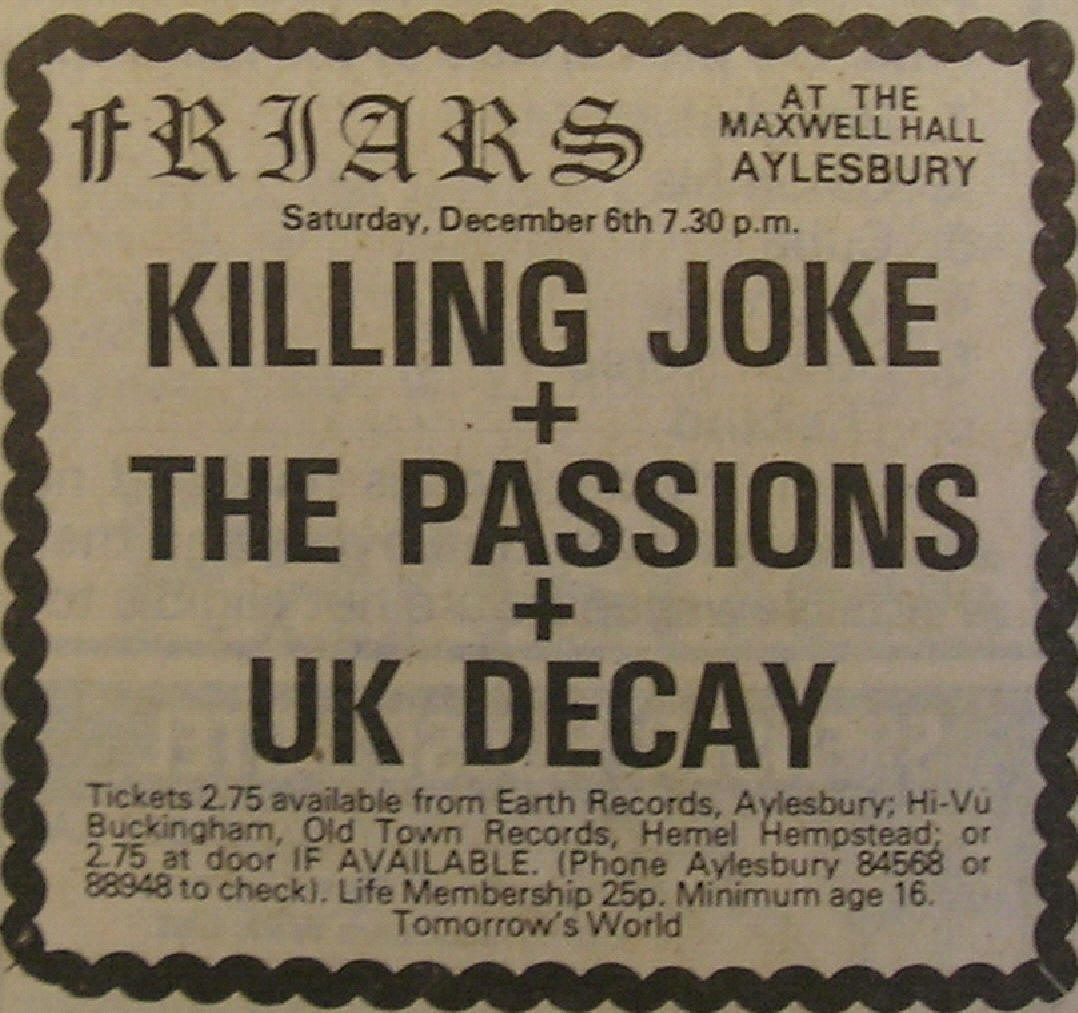 fRIARS
AT THE
MAXWELL HALL
AYLESBURY
Saturday, December 6th 7.30 p.m.
KILLING JOKE
+
THE PASSIONS
+
UK DECAY
Tickets 2.75 available from Earth Records, Aylesbury; Hi-Vu
Buckingham, Old Town Records, Hemel Hempstead; or
2.75 at door IF AVAILABLE. (Phone Aylesbury 84568 or
88948 to check). Life Membership 25p. Minimum age 16.
Tomorrow's World